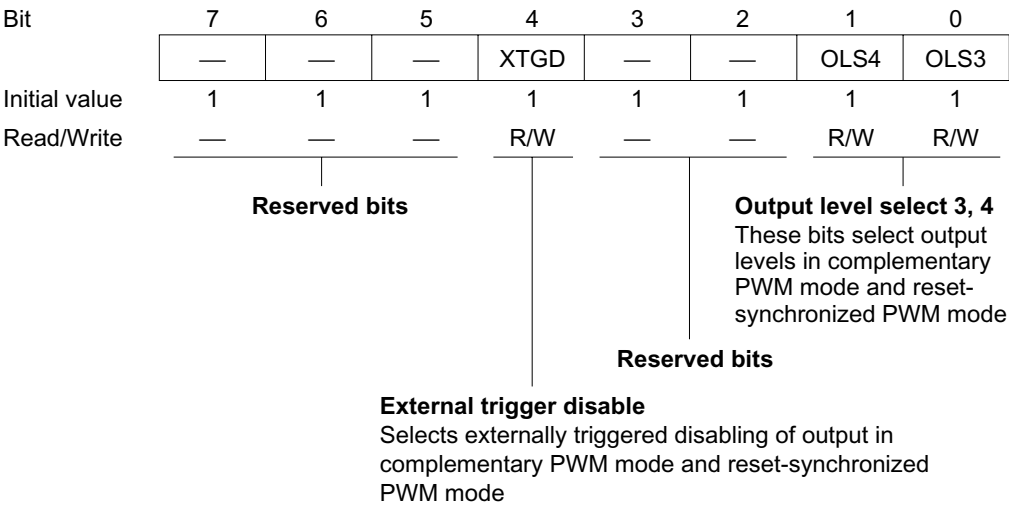 Bit 7 6 5 4 3 2 1 0
— — — XTGD — — OLS4 OLS3
Initial value 1 1 1 1 1 1 1 1
Read/Write — — — R/W — — R/W R/W
Reserved bits
Output level select 3, 4
These bits select output
levels in complementary
PWM mode and reset-
synchronized PWM mode
Reserved bits
External trigger disable
Selects externally triggered disabling of output in
complementary PWM mode and reset-synchronized
PWM mode